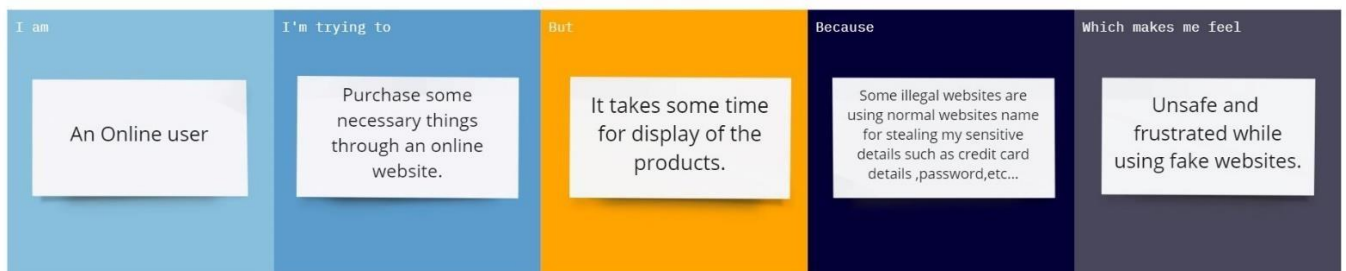 I am
An Online user
I'm trying to
Purchase some
necessary things
through an online
website.
But
It takes some time
for display of the
products.
Because
Some illegal websites are
using normal websites name
for stealing my sensitive
details such as credit card
details ,password,etc...
Which makes me feel
Unsafe and
frustrated while
using fake websites.